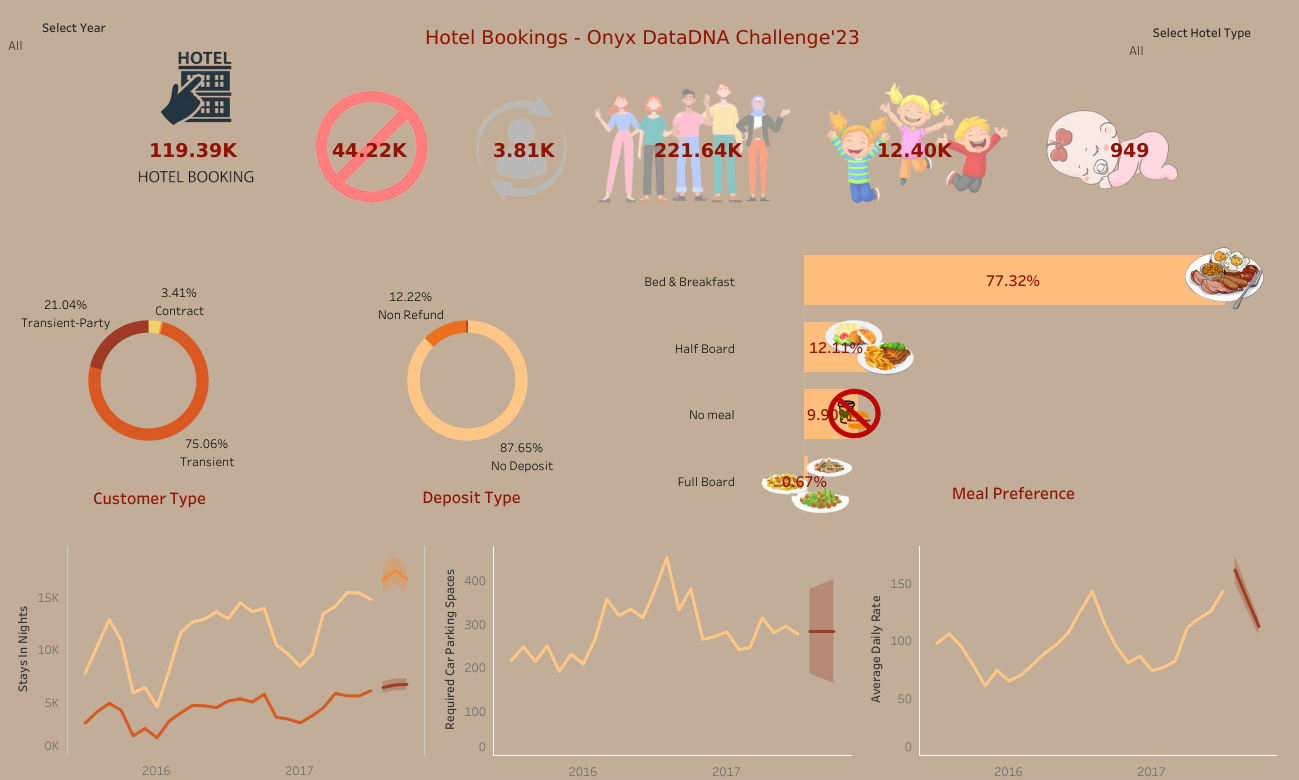 Select Year
All
Hotel Bookings - Onyx DataDNA Challenge'23
Select Hotel Type
All
HOTEL
119.39K
HOTEL BOOKING
44.22K
3.81K
221.64K
12.40K
949
21.04%
Transient-Party
3.41%
Contract
75.06%
Transient
Customer Type
12.22%
Non Refund
87.65%
No Deposit
Deposit Type
Bed & Breakfast
77.32%
Half Board
12.11%
No meal
9.90%
Full Board
0.67%
Meal Preference
Stays In Nights
15K
10K
5K
0K
2016
2017
Required Car Parking Spaces
400
300
200
100
0
2016
2017
Average Daily Rate
150
100
50
0
2016
2017